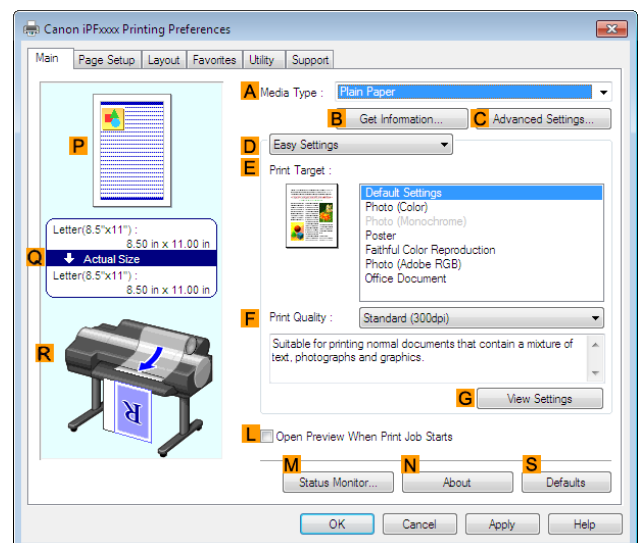 Canon iPFxxxx Printing Preferences
Main Page Setup Layout Favorites Utility Support
A Media Type : Plain Paper
B Get Information... C Advanced Settings...
D Easy Settings
E Print Target :
Default Settings
Photo (Color)
Photo (Monochrome)
Poster
Faithful Color Reproduction
Photo (Adobe RGB)
Office Document
F Print Quality : Standard (300dpi)
Suitable for printing normal documents that contain a mixture of
text, photographs and graphics.
G View Settings
P
Letter(8.5"x11") :
8.50 in x 11.00 in
Q Actual Size
Letter(8.5"x11") :
8.50 in x 11.00 in
R
R
L Open Preview When Print Job Starts
M Status Monitor... N About S Defaults
OK Cancel Apply Help